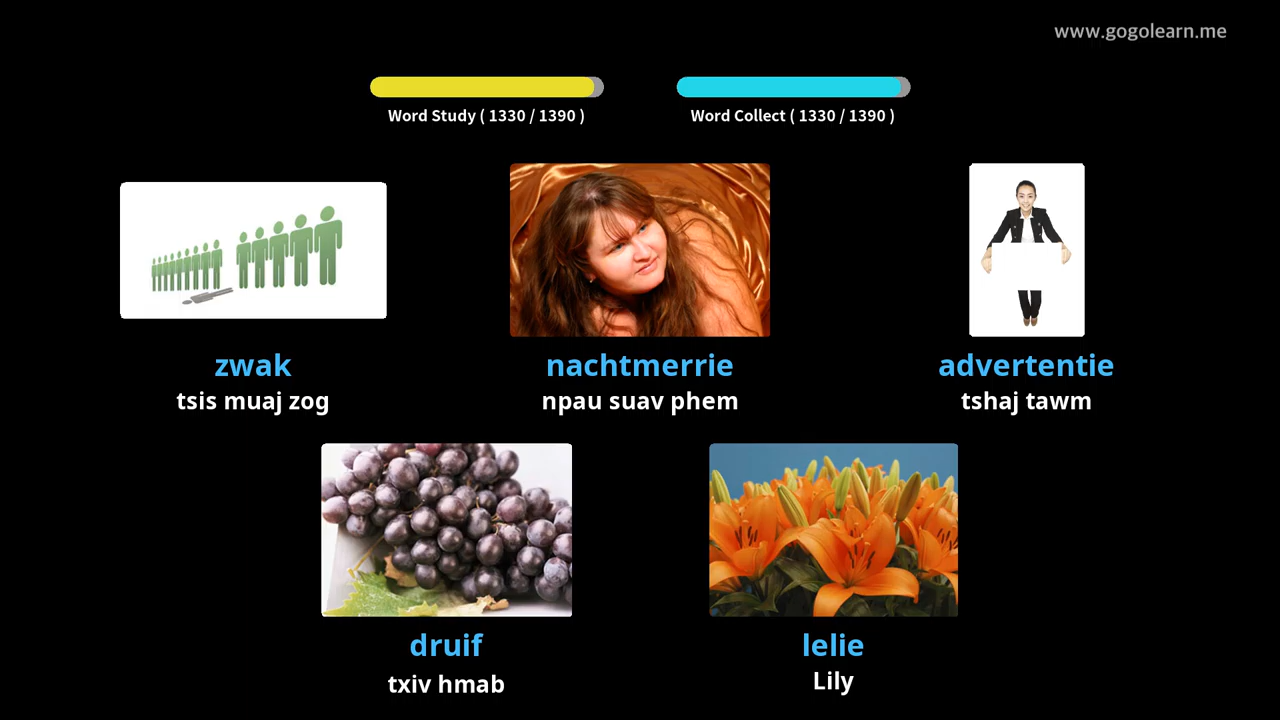 www.gogolearn.me
Word Study ( 1330 / 1390 )
Word Collect ( 1330 / 1390 )
zwak
tsis muaj zog
nachtmerrie
npau suav phem
advertentie
tshaj tawm
druif
txiv hmab
lelie
Lily